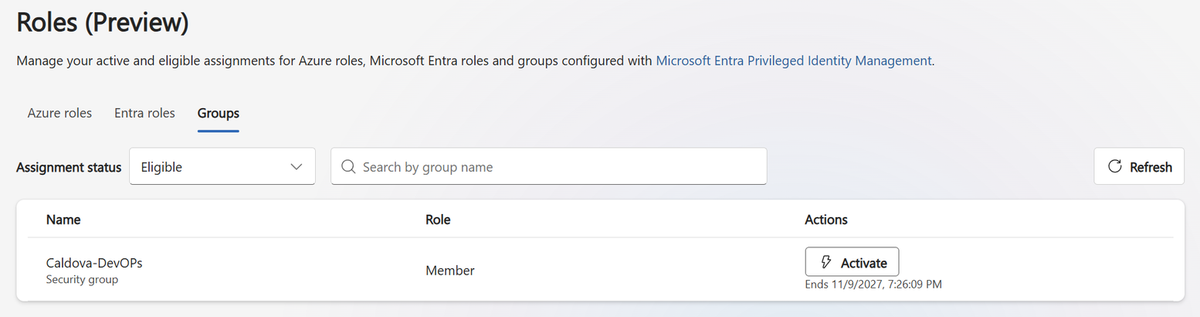 Roles (Preview)
Manage your active and eligible assignments for Azure roles, Microsoft Entra roles and groups configured with Microsoft Entra Privileged Identity Management.
Azure roles Entra roles Groups
Assignment status Eligible Search by group name Refresh
Name Role Actions
Caldova-DevOPs
Security group
Member
Activate
Ends 11/9/2027, 7:26:09 PM